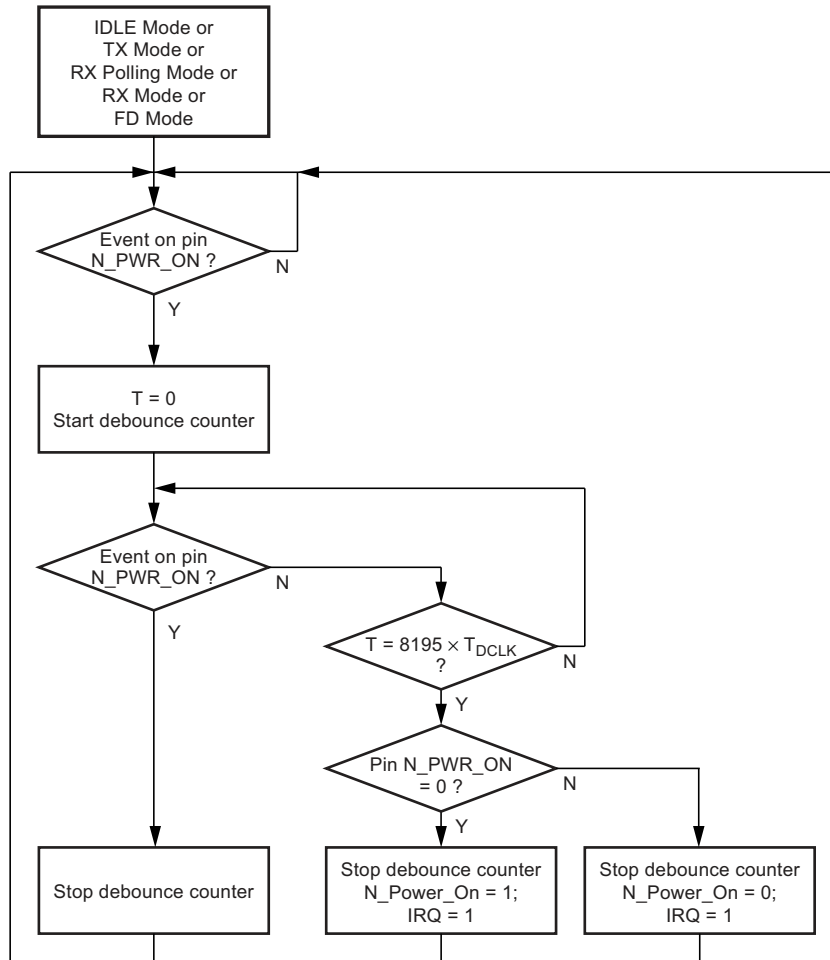 IDLE Mode or
TX Mode or
RX Polling Mode or
RX Mode or
FD Mode
Event on pin
N_PWR_ON ?
N
Y
T = 0
Start debounce counter
Event on pin
N_PWR_ON ?
N
Y
T = 8195 × TDCLK
?
N
Y
Pin N_PWR_ON
= 0 ?
N
Y
Stop debounce counter
Stop debounce counter
N_Power_On = 1;
IRQ = 1
Stop debounce counter
N_Power_On = 0;
IRQ = 1